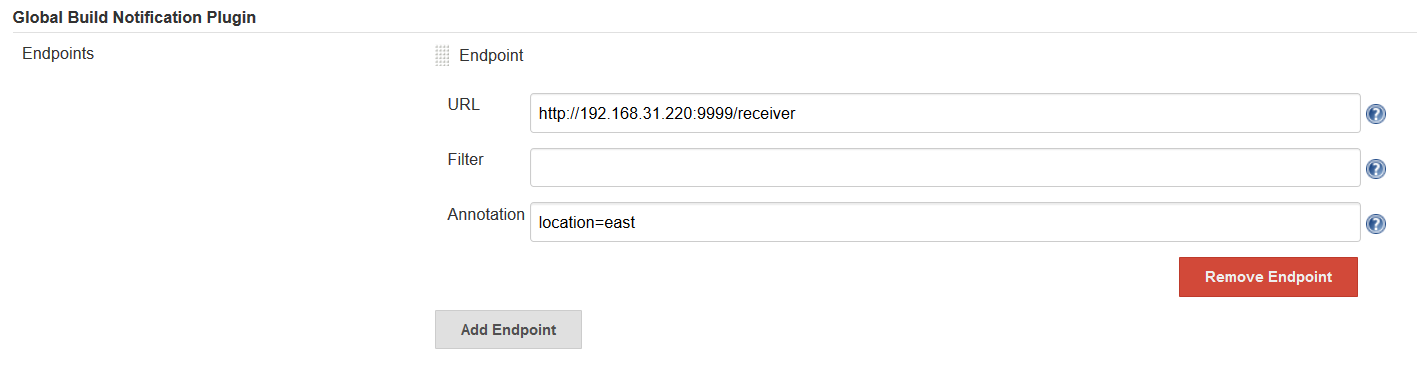 Global Build Notification Plugin
Endpoints
Endpoint
URL
http://192.168.31.220:9999/receiver
?
Filter
?
Annotation
location=east
?
Remove Endpoint
Add Endpoint